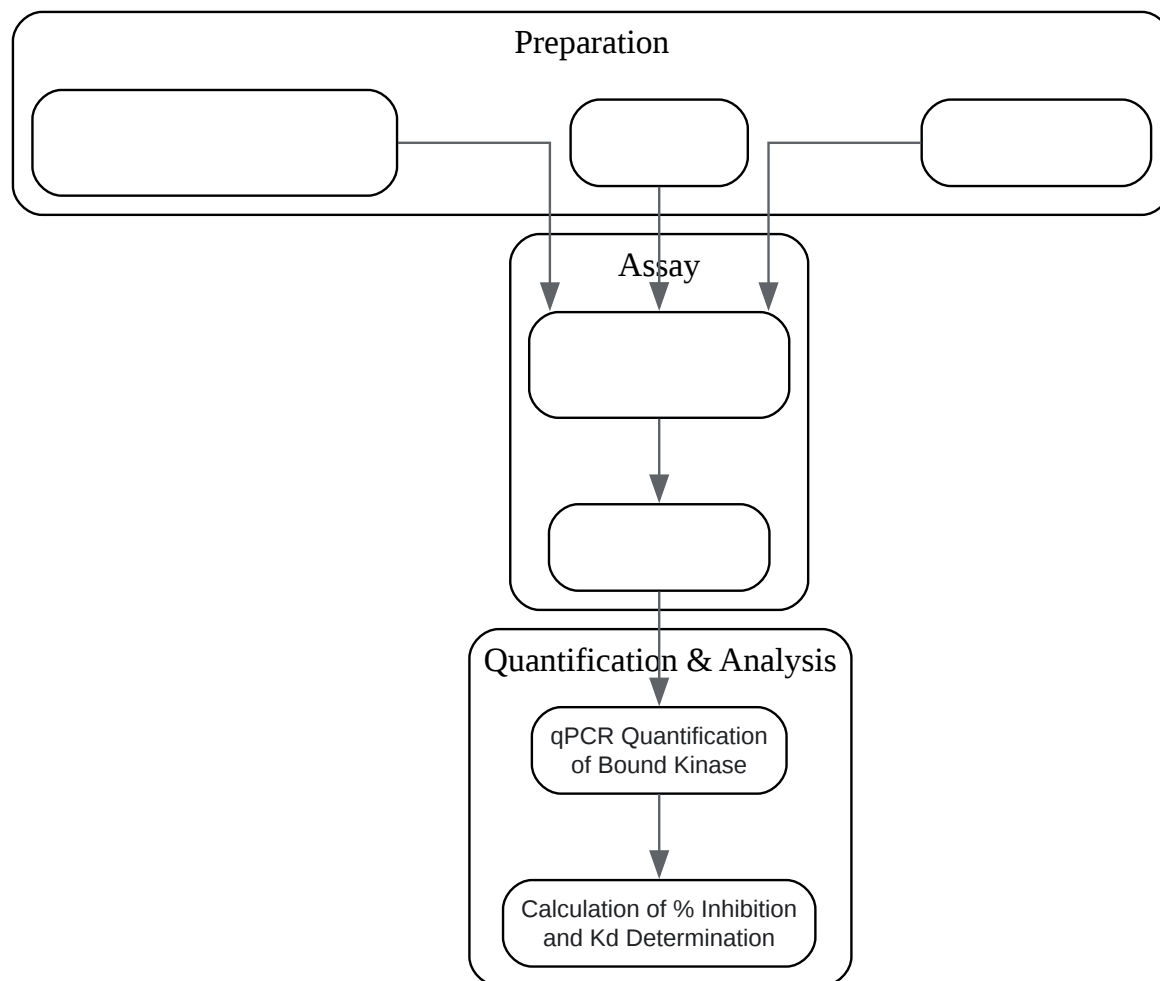 Preparation
Assay
Quantification & Analysis
qPCR Quantification
of Bound Kinase
Calculation of % Inhibition
and Kd Determination